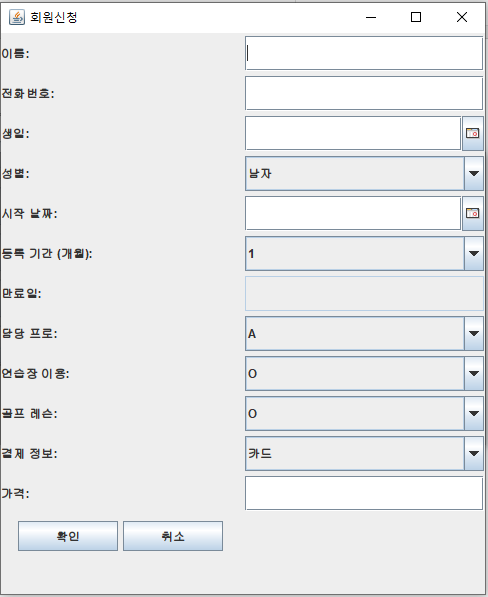 회원신청
이름:
전화번호:
생일:
성별: 남자
시작 날짜:
등록 기간 (개월): 1
만료일:
담당 프로: A
연습장 이용: O
골프 레슨: O
결제 정보: 카드
가격:
확인 취소